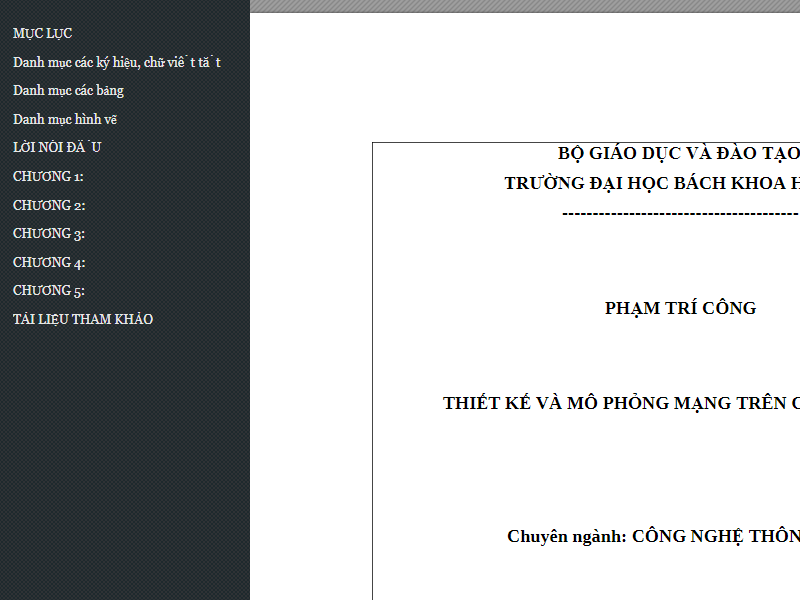 MỤC LỤC
Danh mục các ký hiệu, chữ viết tắt
Danh mục các bảng
Danh mục hình vẽ
LỜI NÓI ĐẦU
CHƯƠNG 1:
CHƯƠNG 2:
CHƯƠNG 3:
CHƯƠNG 4:
CHƯƠNG 5:
TÀI LIỆU THAM KHẢO
BỘ GIÁO DỤC VÀ ĐÀO TẠO
TRƯỜNG ĐẠI HỌC BÁCH KHOA H
---------------------------------------
PHẠM TRÍ CÔNG
THIẾT KẾ VÀ MÔ PHỎNG MẠNG TRÊN C
Chuyên ngành: CÔNG NGHỆ THÔN